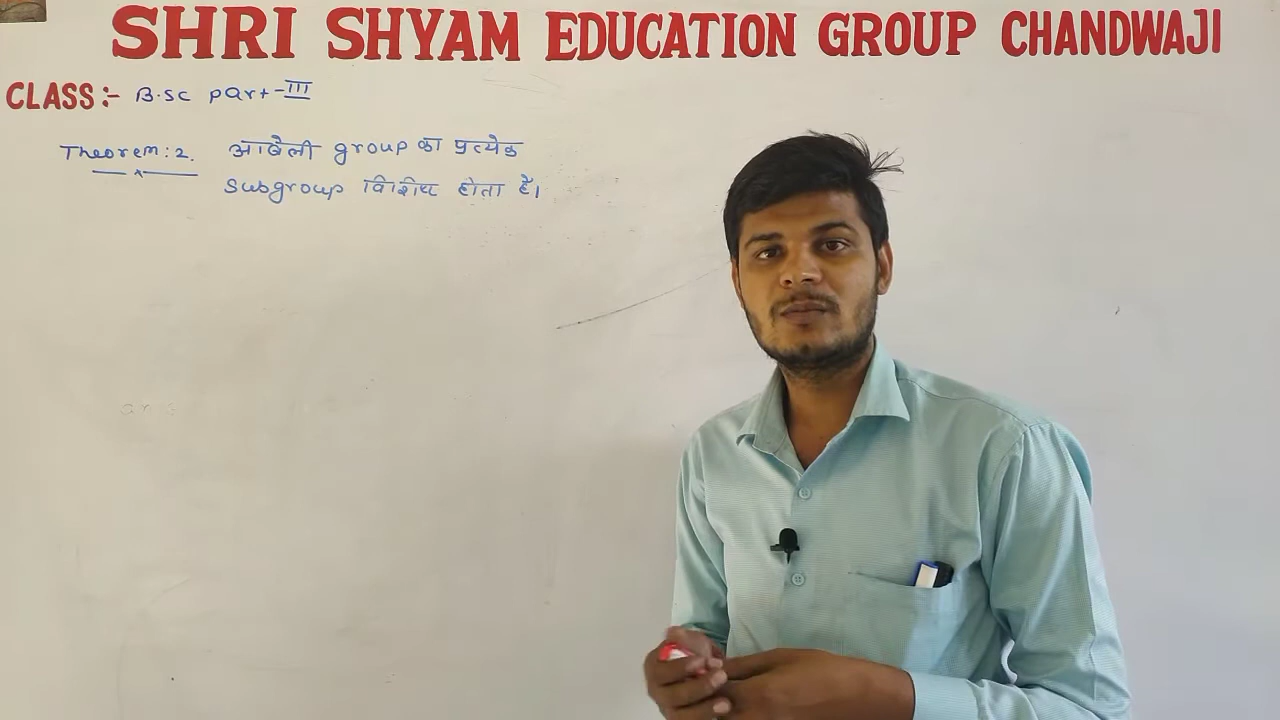 SHRI SHYAM EDUCATION GROUP CHANDWAJI
CLASS:- B.SC part-III
Theorem:2. आबेली group का प्रत्येक
Subgroup विशेष होता है।